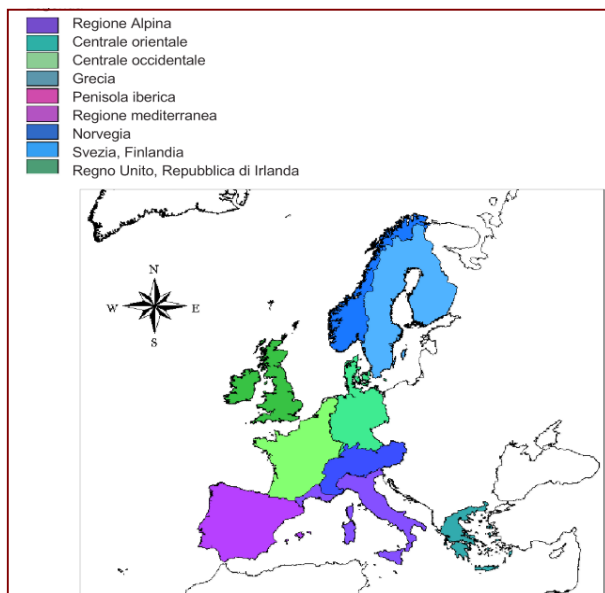 Regione Alpina
Centrale orientale
Centrale occidentale
Grecia
Penisola iberica
Regione mediterranea
Norvegia
Svezia, Finlandia
Regno Unito, Repubblica di Irlanda
N
W E
S